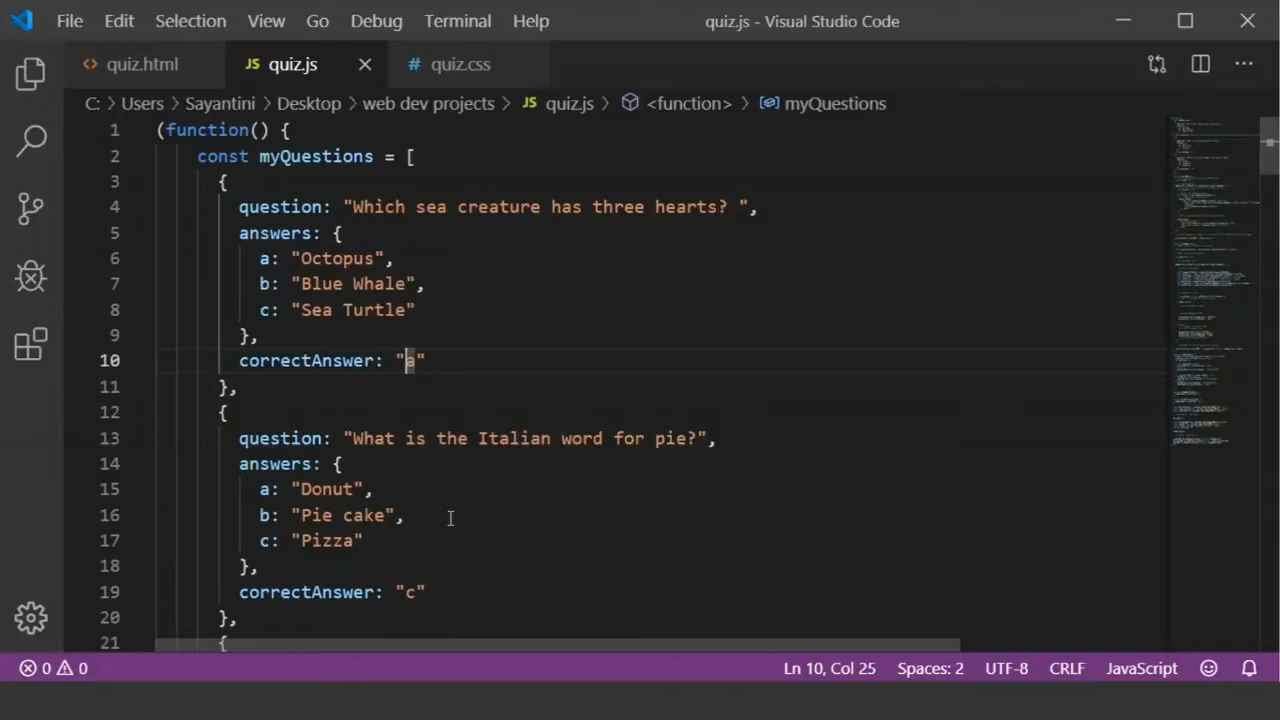 File Edit Selection View Go Debug Terminal Help quiz.js - Visual Studio Code
<> quiz.html JS quiz.js # quiz.css
C: > Users > Sayantini > Desktop > web dev projects > JS quiz.js > <function> > myQuestions
1 (function() {
2 const myQuestions = [
3 {
4 question: "Which sea creature has three hearts? ",
5 answers: {
6 a: "Octopus",
7 b: "Blue Whale",
8 c: "Sea Turtle"
9 },
10 correctAnswer: "a"
11 },
12 {
13 question: "What is the Italian word for pie?",
14 answers: {
15 a: "Donut",
16 b: "Pie cake",
17 c: "Pizza"
18 },
19 correctAnswer: "c"
20 },
21 {
0 0 Ln 10, Col 25 Spaces: 2 UTF-8 CRLF JavaScript